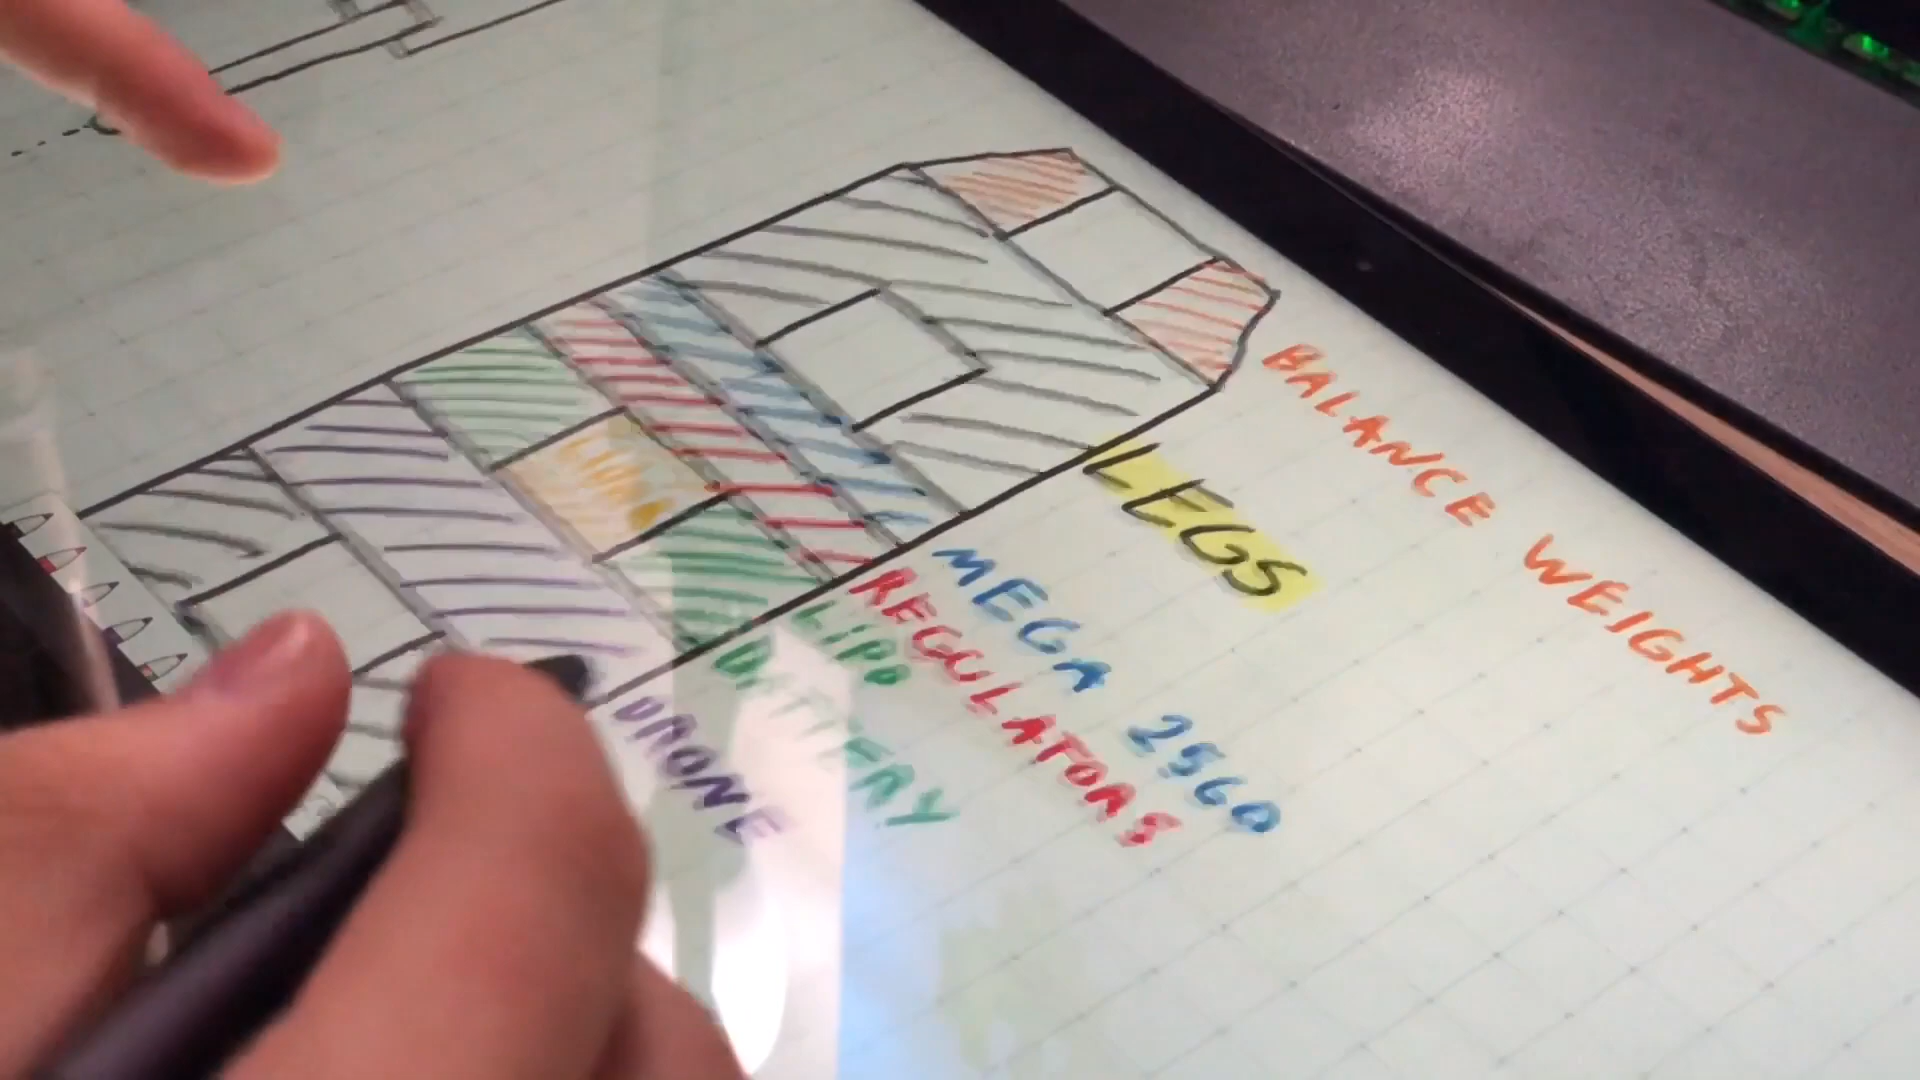 BALANCE WEIGHTS
LEGS
MEGA 2560
REGULATORS
LIPO
BATTERY
DRONE